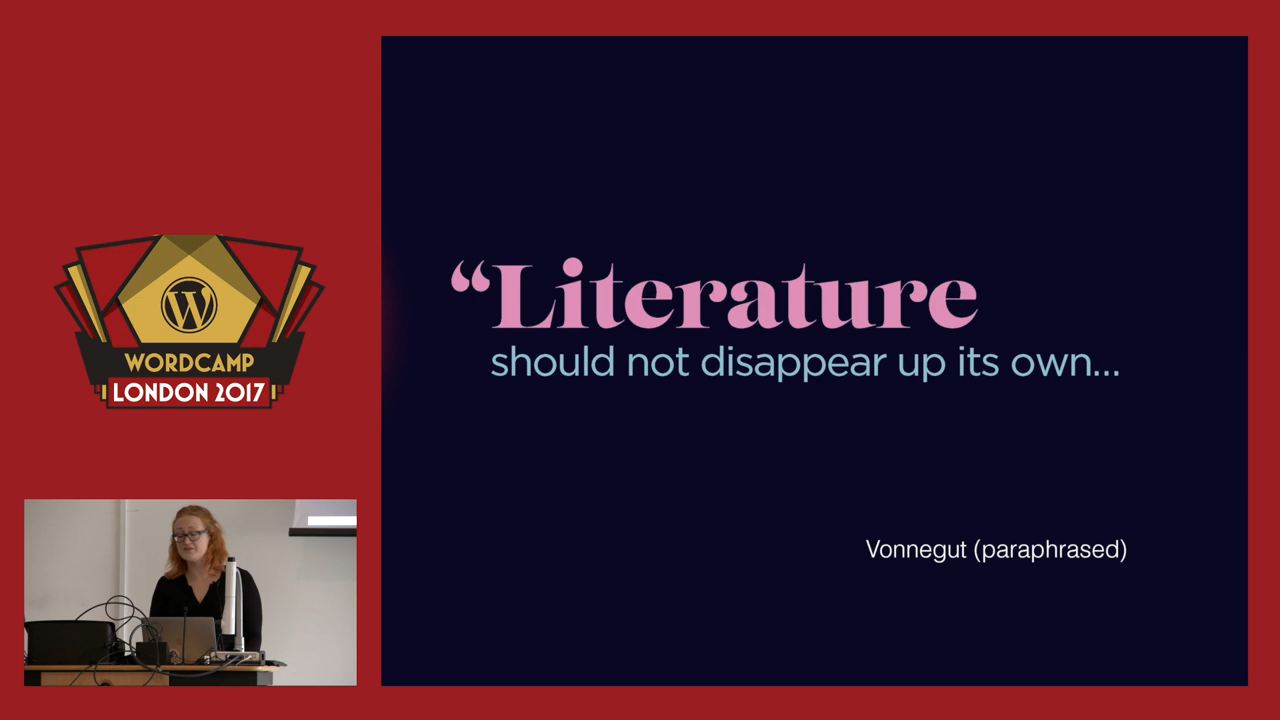 “Literature
should not disappear up its own...
Vonnegut (paraphrased)
W
WORDCAMP
LONDON 2017